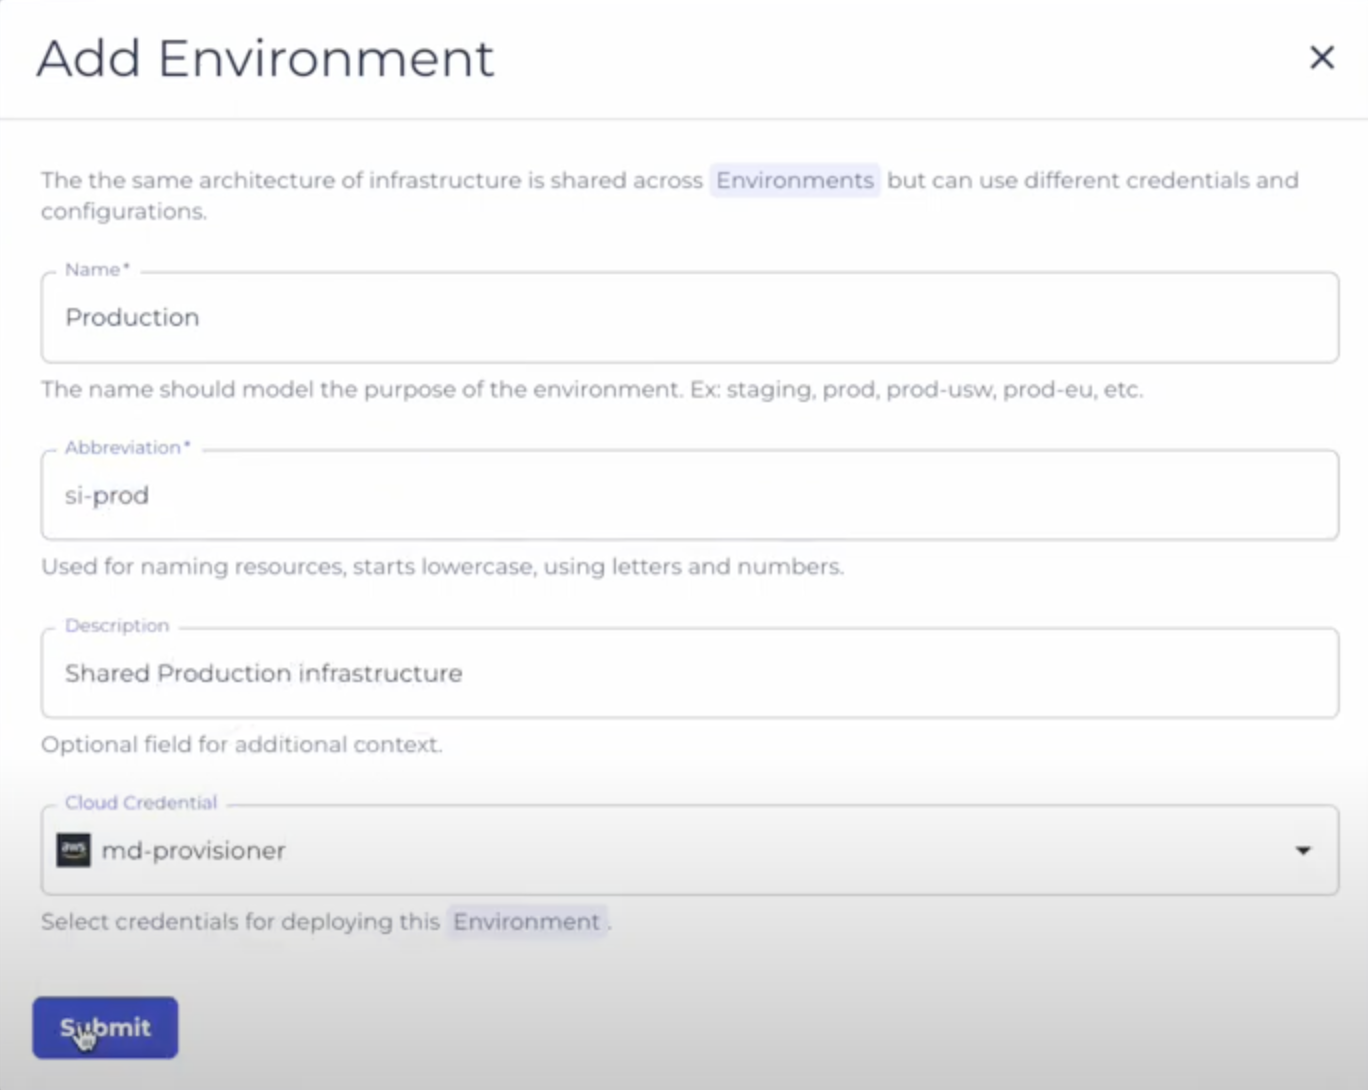 Add Environment
The the same architecture of infrastructure is shared across Environments but can use different credentials and
configurations.
Name*
Production
The name should model the purpose of the environment. Ex: staging, prod, prod-usw, prod-eu, etc.
Abbreviation*
si-prod
Used for naming resources, starts lowercase, using letters and numbers.
Description
Shared Production infrastructure
Optional field for additional context.
Cloud Credential
aws md-provisioner
Select credentials for deploying this Environment.
Submit